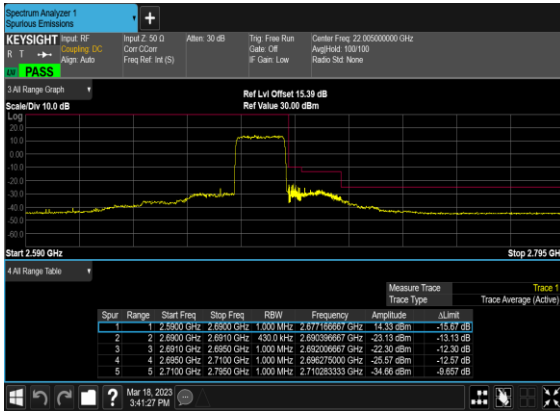 Spectrum Analyzer 1
Spurious Emissions
KEYSIGHT Input: RF Input Z: 50 Ω Atten: 30 dB Trig: Free Run Center Freq: 22.005000000 GHz
R T Coupling: DC Corr CCorr Gate: Off Avg|Hold: 100/100
Align: Auto Freq Ref: Int (S) IF Gain: Low Radio Std: None
PASS
3 All Range Graph
Scale/Div 10.0 dB Ref Lvl Offset 15.39 dB
Ref Value 30.00 dBm
Log
20.0
10.0
0.00
-10.0
-20.0
-30.0
-40.0
-50.0
-60.0
Start 2.590 GHz Stop 2.795 GH
4 All Range Table
Measure Trace Trace 1
Trace Type Trace Average (Active)
Spur Range Start Freq Stop Freq RBW Frequency Amplitude ΔLimit
1 1 2.5900 GHz 2.6900 GHz 1.000 MHz 2.677166667 GHz 14.33 dBm -15.67 dB
2 2 2.6900 GHz 2.6910 GHz 430.0 kHz 2.690396667 GHz -23.13 dBm -13.13 dB
3 3 2.6910 GHz 2.6950 GHz 1.000 MHz 2.692006667 GHz -22.30 dBm -12.30 dB
4 4 2.6950 GHz 2.7100 GHz 1.000 MHz 2.696275000 GHz -25.57 dBm -12.57 dB
5 5 2.7100 GHz 2.7950 GHz 1.000 MHz 2.710283333 GHz -34.66 dBm -9.657 dB
Mar 18, 2023
3:41:27 PM